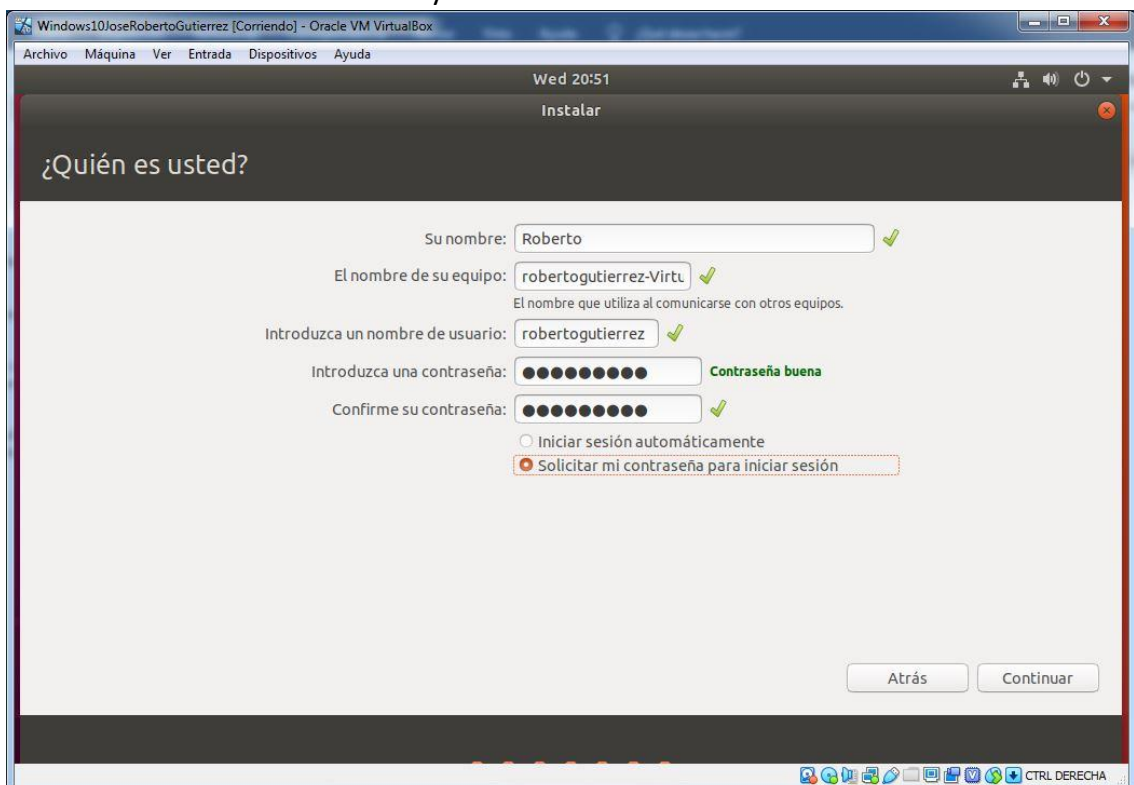 y
Windows10JoseRobertoGutierrez [Corriendo] - Oracle VM VirtualBox
Archivo Máquina Ver Entrada Dispositivos Ayuda
Wed 20:51
Instalar
¿Quién es usted?
Su nombre: Roberto
El nombre de su equipo: robertogutierrez-Virtu
El nombre que utiliza al comunicarse con otros equipos.
Introduzca un nombre de usuario: robertogutierrez
Introduzca una contraseña: ●●●●●●●●● Contraseña buena
Confirme su contraseña: ●●●●●●●●●
Iniciar sesión automáticamente
Solicitar mi contraseña para iniciar sesión
Atrás Continuar
CTRL DERECHA